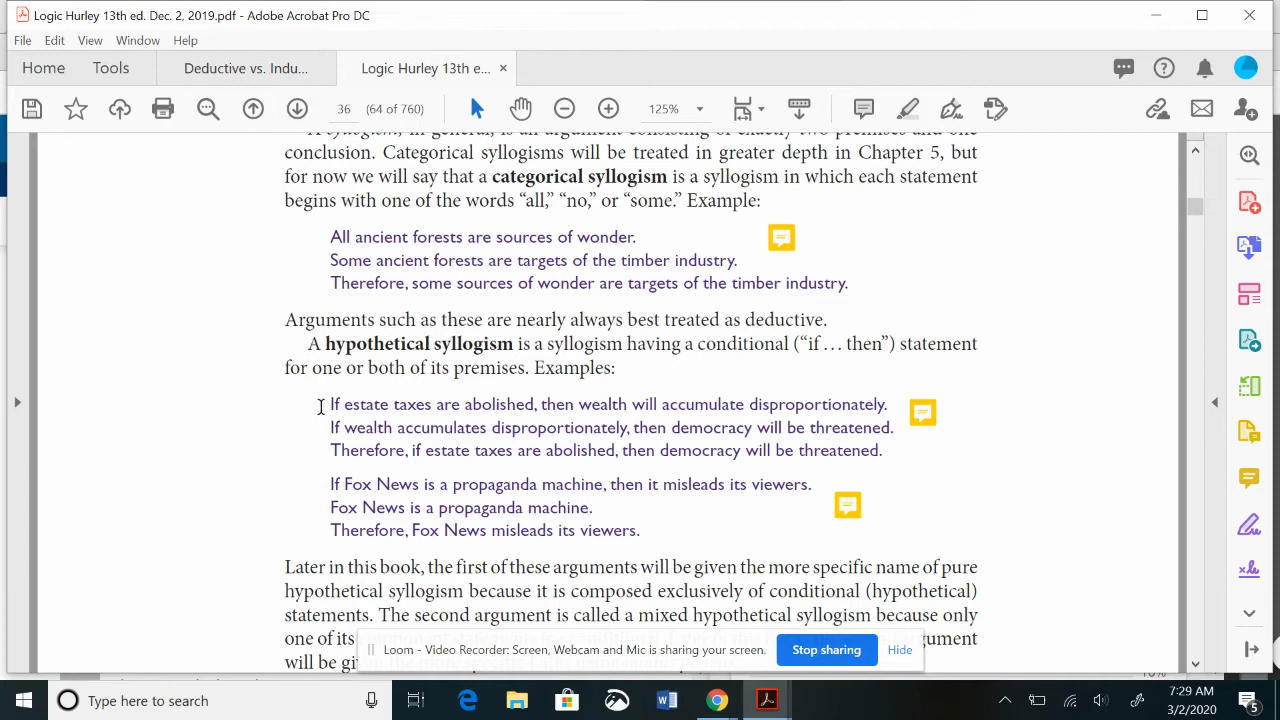 Logic Hurley 13th ed. Dec. 2, 2019.pdf - Adobe Acrobat Pro DC
File Edit View Window Help
Home Tools Deductive vs. Indu... Logic Hurley 13th e... ×
36 (64 of 760) 125%
A syllogism, in general, is an argument consisting of exactly two premises and one
conclusion. Categorical syllogisms will be treated in greater depth in Chapter 5, but
for now we will say that a categorical syllogism is a syllogism in which each statement
begins with one of the words “all,” “no,” or “some.” Example:
All ancient forests are sources of wonder.
Some ancient forests are targets of the timber industry.
Therefore, some sources of wonder are targets of the timber industry.
Arguments such as these are nearly always best treated as deductive.
A hypothetical syllogism is a syllogism having a conditional (“if … then”) statement
for one or both of its premises. Examples:
If estate taxes are abolished, then wealth will accumulate disproportionately.
If wealth accumulates disproportionately, then democracy will be threatened.
Therefore, if estate taxes are abolished, then democracy will be threatened.
If Fox News is a propaganda machine, then it misleads its viewers.
Fox News is a propaganda machine.
Therefore, Fox News misleads its viewers.
Later in this book, the first of these arguments will be given the more specific name of pure
hypothetical syllogism because it is composed exclusively of conditional (hypothetical)
statements. The second argument is called a mixed hypothetical syllogism because only
one of its
will be
Loom - Video Recorder: Screen, Webcam and Mic is sharing your screen. Stop sharing Hide
Type here to search
7:29 AM
3/2/2020
5